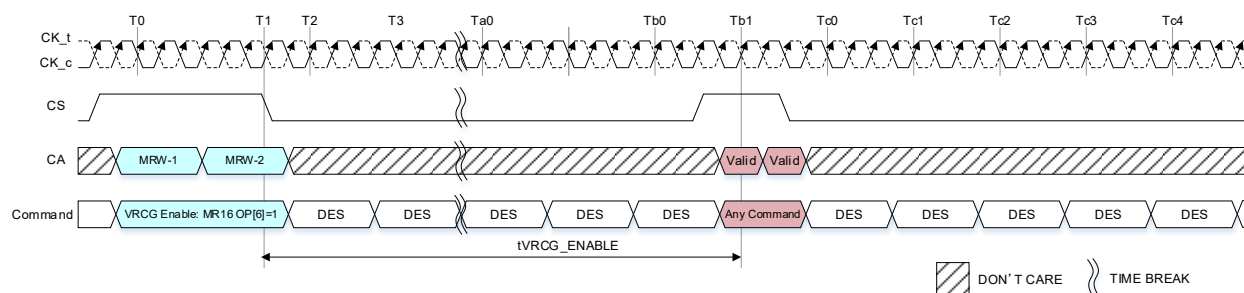 T0 T1 T2 T3 Ta0 Tb0 Tb1 Tc0 Tc1 Tc2 Tc3 Tc4
CK_t
CK_c
CS
CA MRW-1 MRW-2 Valid Valid
Command VRCG Enable: MR16 OP[6]=1 DES DES DES DES DES Any Command DES DES DES DES DES
tVRCG_ENABLE
DON'T CARE TIME BREAK